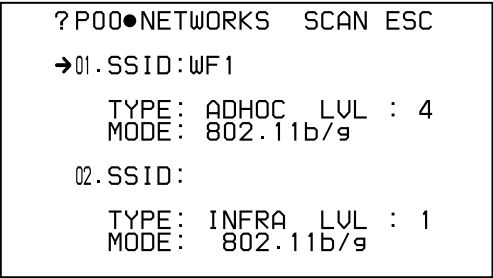 ?P00●NETWORKS SCAN ESC
➔01.SSID:WF1
TYPE: ADHOC LVL : 4
MODE: 802.11b/g
02.SSID:
TYPE: INFRA LVL : 1
MODE: 802.11b/g